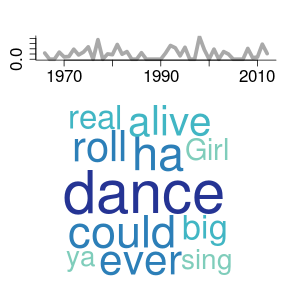 0.0
1970 1990 2010
real alive
roll ha Girl
dance
could big
ya ever sing